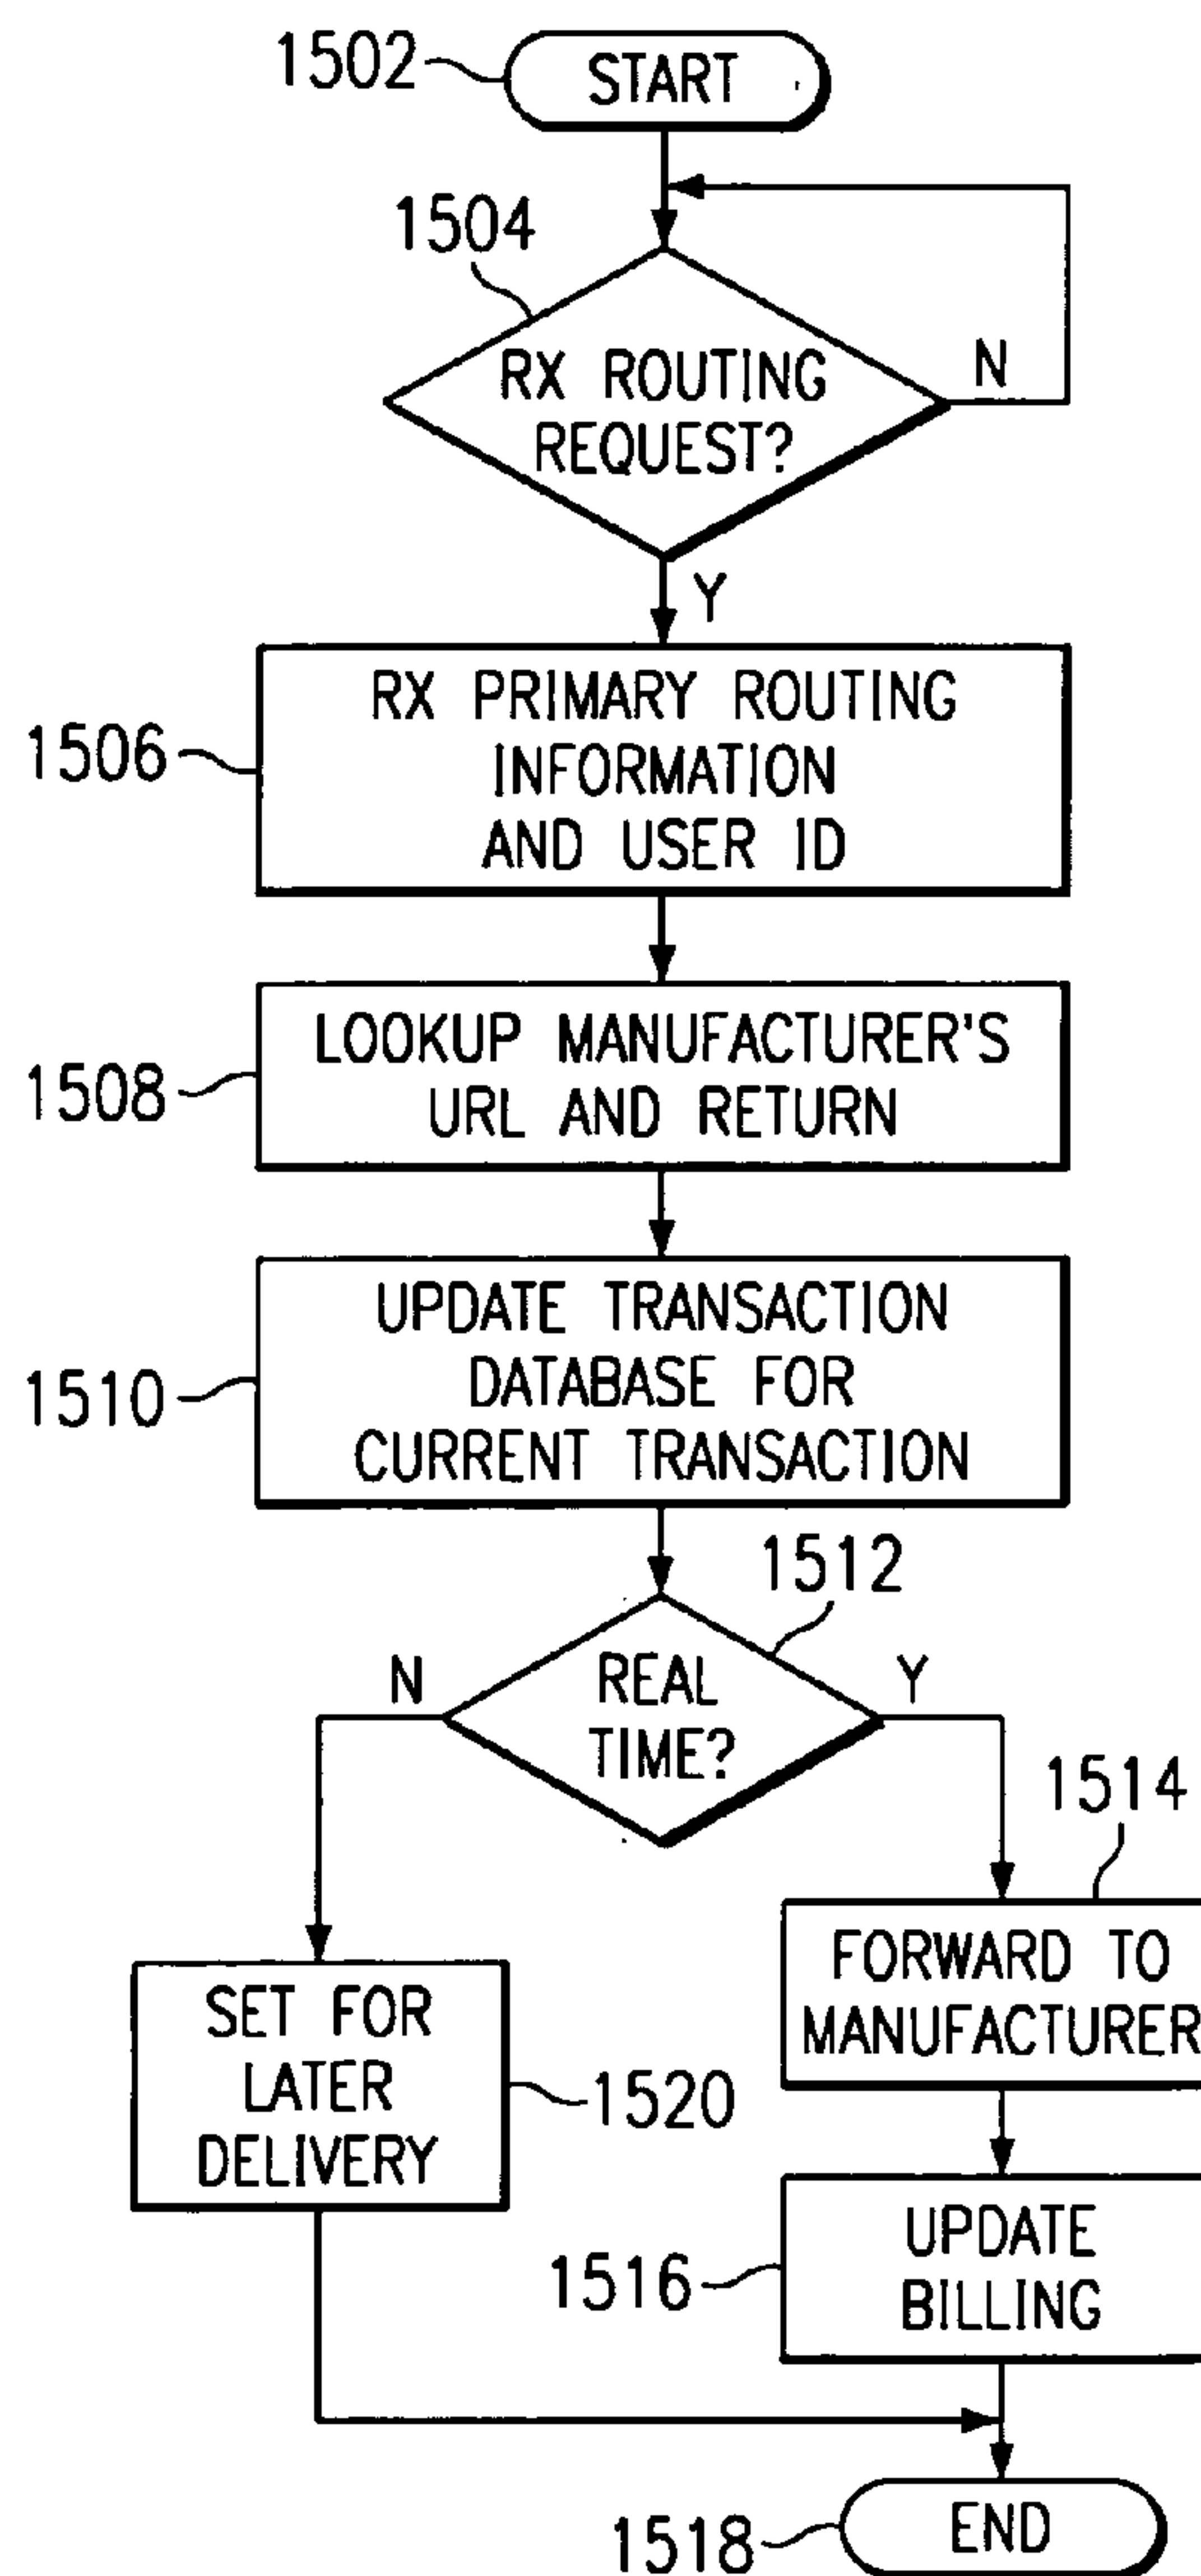 1502
START
1504
RX ROUTING
REQUEST?
N
Y
1506
RX PRIMARY ROUTING
INFORMATION
AND USER ID
1508
LOOKUP MANUFACTURER'S
URL AND RETURN
1510
UPDATE TRANSACTION
DATABASE FOR
CURRENT TRANSACTION
1512
N
REAL
TIME?
Y
1514
FORWARD TO
MANUFACTURER
SET FOR
LATER
DELIVERY
1520
1516
UPDATE
BILLING
1518
END